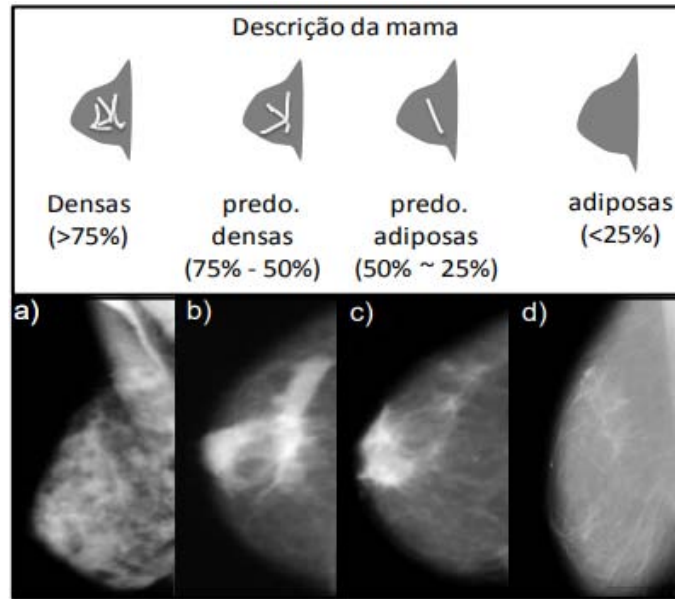 Descrição da mama
Densas
(>75%)
predo.
densas
(75% - 50%)
predo.
adiposas
(50% ~ 25%)
adiposas
(<25%)
a)
b)
c)
d)